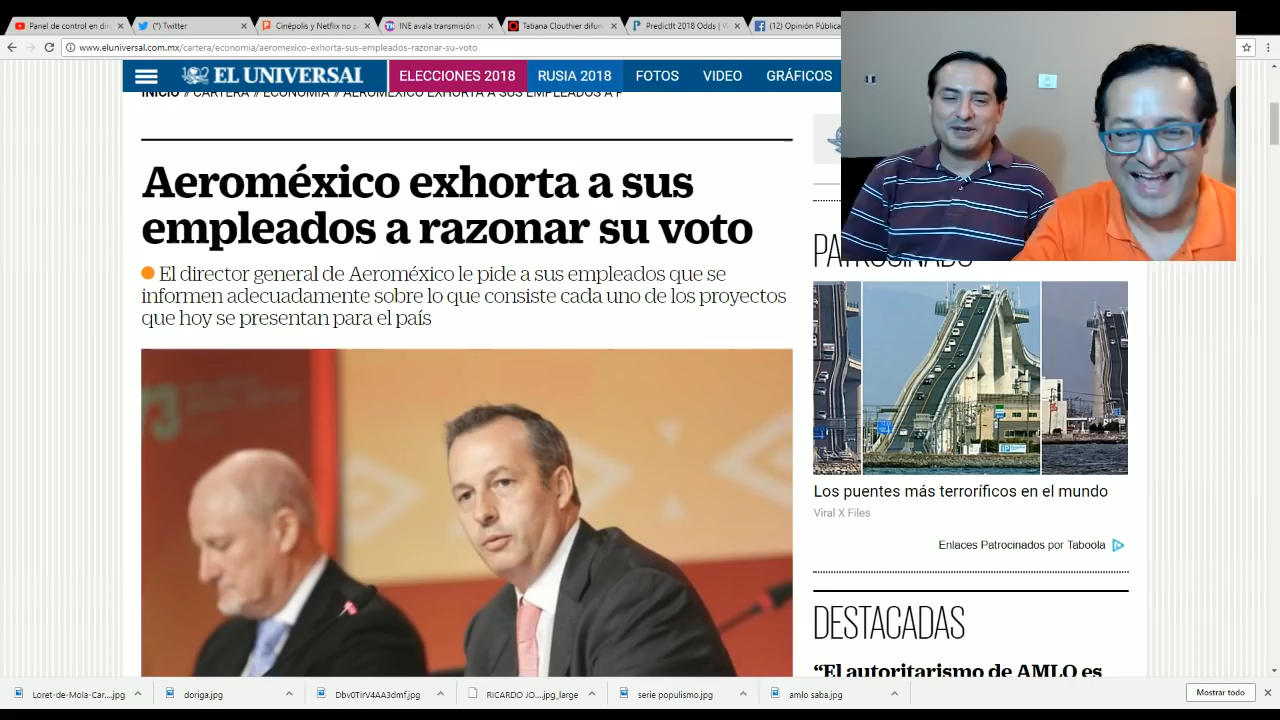 Panel de control en dir
(*) Twitter
Cinépolis y Netflix no p
INE avala transmisión c
Tatiana Clouthier difun
PredictIt 2018 Odds | W
(12) Opinión Pública
www.eluniversal.com.mx/cartera/economia/aeromexico-exhorta-sus-empleados-razonar-su-voto
EL UNIVERSAL
ELECCIONES 2018
RUSIA 2018
FOTOS
VIDEO
GRÁFICOS
INICIO // CARTERA // ECONOMÍA // AEROMÉXICO EXHORTA A SUS EMPLEADOS A R
Aeroméxico exhorta a sus
empleados a razonar su voto
El director general de Aeroméxico le pide a sus empleados que se
informen adecuadamente sobre lo que consiste cada uno de los proyectos
que hoy se presentan para el país
PATROCINADO
Los puentes más terroríficos en el mundo
Viral X Files
Enlaces Patrocinados por Taboola
DESTACADAS
“El autoritarismo de AMLO es
Loret-de-Mola-Car....jpg
doriga.jpg
Dbv0TirV4AA3dmf.jpg
RICARDO JO....jpg_large
serie populismo.jpg
amlo saba.jpg
Mostrar todo